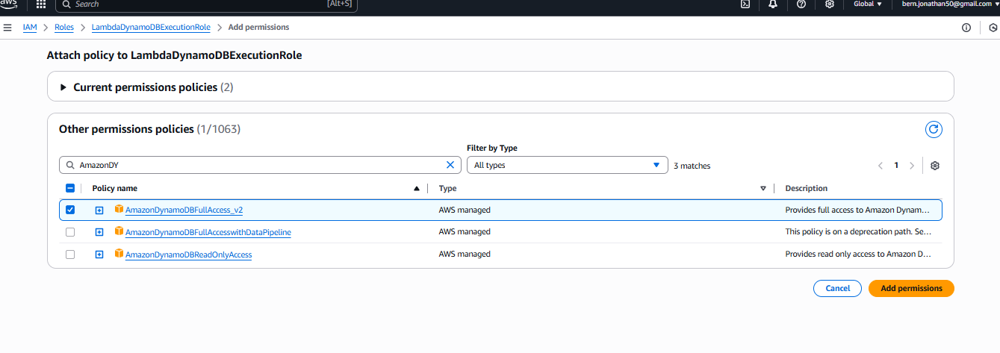 aws
Search
[Alt+S]
Global
bern.jonathan50@gmail.com
IAM > Roles > LambdaDynamoDBExecutionRole > Add permissions
Attach policy to LambdaDynamoDBExecutionRole
Current permissions policies (2)
Other permissions policies (1/1063)
Filter by Type
AmazonDY
All types
3 matches
1
Policy name
Type
Description
AmazonDynamoDBFullAccess_v2 AWS managed Provides full access to Amazon Dynam...
AmazonDynamoDBFullAccesswithDataPipeline AWS managed This policy is on a deprecation path. Se...
AmazonDynamoDBReadOnlyAccess AWS managed Provides read only access to Amazon D...
Cancel
Add permissions